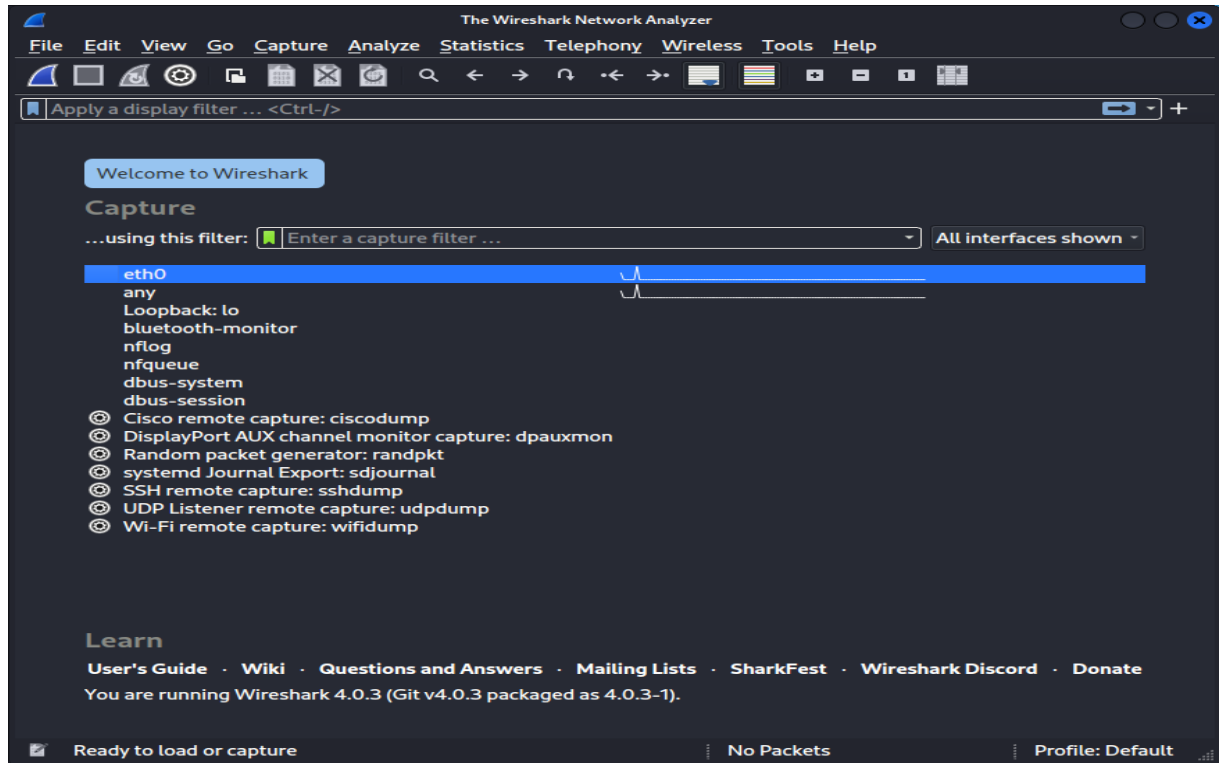 The Wireshark Network Analyzer
File Edit View Go Capture Analyze Statistics Telephony Wireless Tools Help
Apply a display filter … <Ctrl-/>
Welcome to Wireshark
Capture
…using this filter: Enter a capture filter … All interfaces shown
eth0
any
Loopback: lo
bluetooth-monitor
nflog
nfqueue
dbus-system
dbus-session
Cisco remote capture: ciscodump
DisplayPort AUX channel monitor capture: dpauxmon
Random packet generator: randpkt
systemd Journal Export: sdjournal
SSH remote capture: sshdump
UDP Listener remote capture: udpdump
Wi-Fi remote capture: wifidump
Learn
User's Guide · Wiki · Questions and Answers · Mailing Lists · SharkFest · Wireshark Discord · Donate
You are running Wireshark 4.0.3 (Git v4.0.3 packaged as 4.0.3-1).
Ready to load or capture No Packets Profile: Default